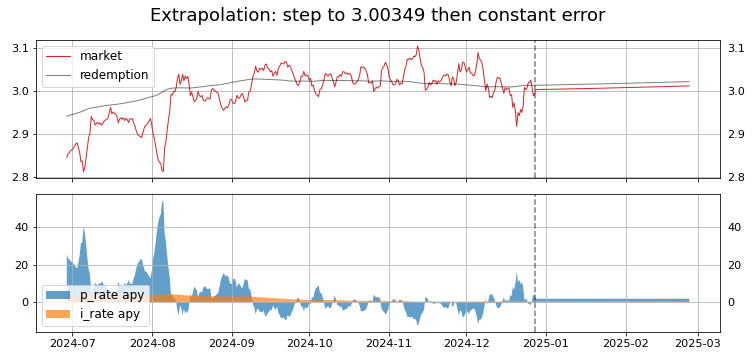 Extrapolation: step to 3.00349 then constant error
3.1 3.1
market
redemption
3.0 3.0
2.9 2.9
2.8 2.8
40 40
20 20
p_rate apy
0 0
i_rate apy
2024-07 2024-08 2024-09 2024-10 2024-11 2024-12 2025-01 2025-02 2025-03